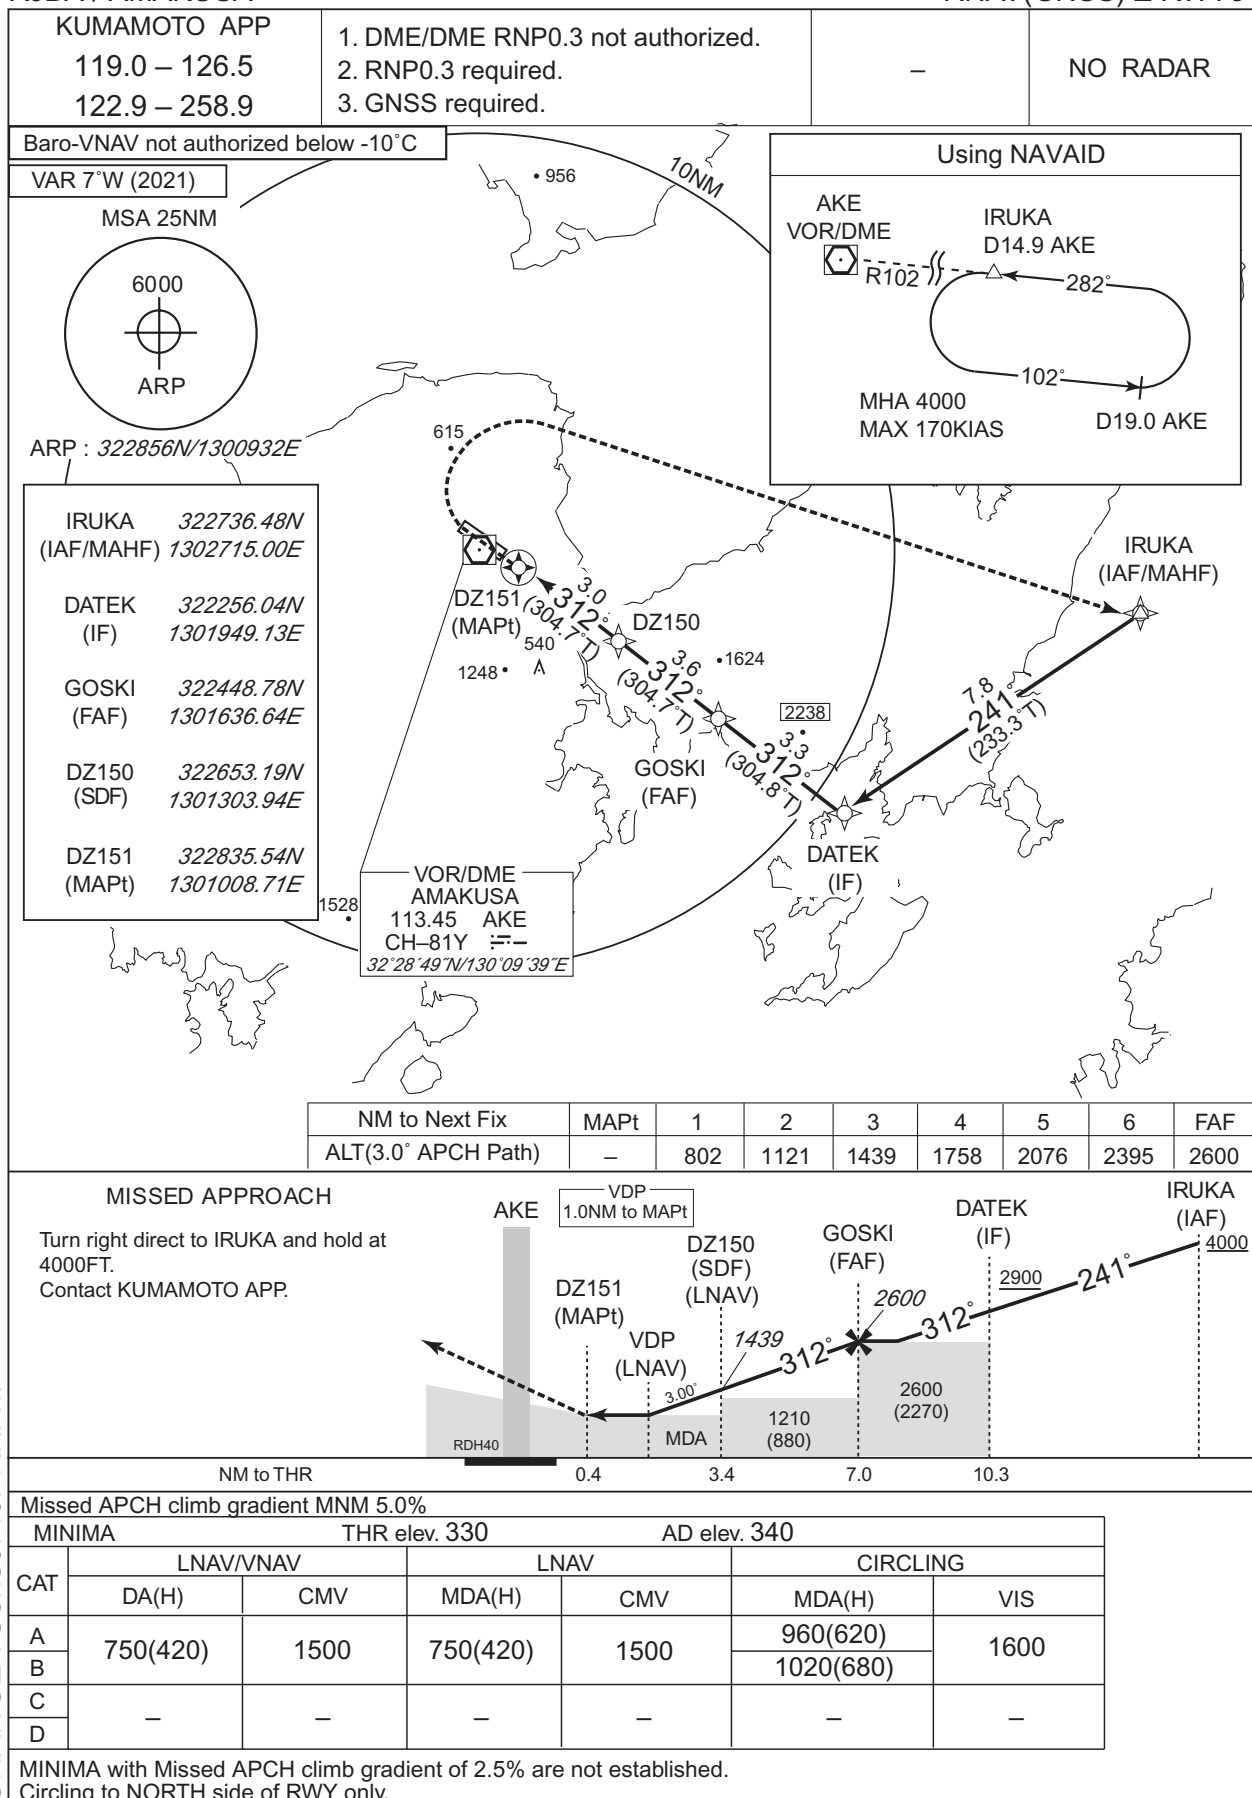 KUMAMOTO APP
119.0 – 126.5
122.9 – 258.9
1. DME/DME RNP0.3 not authorized.
2. RNP0.3 required.
3. GNSS required.
–
NO RADAR
Baro-VNAV not authorized below -10˚C
VAR 7˚W (2021)
MSA 25NM
6000
ARP
ARP : 322856N/1300932E
956
10NM
Using NAVAID
AKE
VOR/DME
IRUKA
D14.9 AKE
R102
282˚
102˚
MHA 4000
MAX 170KIAS
D19.0 AKE
615
IRUKA 322736.48N
(IAF/MAHF) 1302715.00E
DATEK 322256.04N
(IF) 1301949.13E
GOSKI 322448.78N
(FAF) 1301636.64E
DZ150 322653.19N
(SDF) 1301303.94E
DZ151 322835.54N
(MAPt) 1301008.71E
IRUKA
(IAF/MAHF)
DZ151
(MAPt)
3.0
312˚
(304.7˚T)
DZ150
540
1248
1624
3.6
312˚
(304.7˚T)
2238
3.3
312˚
(304.8˚T)
7.8
241˚
(233.3˚T)
GOSKI
(FAF)
DATEK
(IF)
1528
VOR/DME
AMAKUSA
113.45 AKE
CH–81Y
32˚28´49˝N/130˚09´39˝E
NM to Next Fix MAPt 1 2 3 4 5 6 FAF
ALT(3.0˚ APCH Path) – 802 1121 1439 1758 2076 2395 2600
MISSED APPROACH
Turn right direct to IRUKA and hold at
4000FT.
Contact KUMAMOTO APP.
AKE
VDP
1.0NM to MAPt
DZ151
(MAPt)
VDP
(LNAV)
DZ150
(SDF)
(LNAV)
GOSKI
(FAF)
DATEK
(IF)
IRUKA
(IAF)
4000
2900
241˚
2600
312˚
1439
312˚
3.00˚
2600
(2270)
1210
(880)
MDA
RDH40
NM to THR 0.4 3.4 7.0 10.3
Missed APCH climb gradient MNM 5.0%
MINIMA THR elev. 330 AD elev. 340
CAT LNAV/VNAV LNAV CIRCLING
DA(H) CMV MDA(H) CMV MDA(H) VIS
A 750(420) 1500 750(420) 1500 960(620) 1600
B 1020(680)
C – – – – – –
D
MINIMA with Missed APCH climb gradient of 2.5% are not established.
Circling to NORTH side of RWY only.